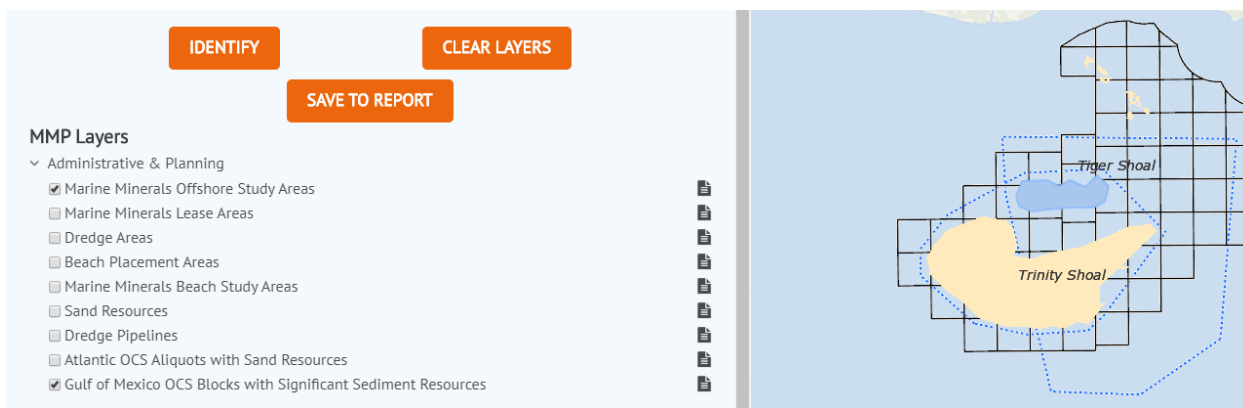 IDENTIFY
CLEAR LAYERS
SAVE TO REPORT
MMP Layers
Administrative & Planning
Marine Minerals Offshore Study Areas
Marine Minerals Lease Areas
Dredge Areas
Beach Placement Areas
Marine Minerals Beach Study Areas
Sand Resources
Dredge Pipelines
Atlantic OCS Aliquots with Sand Resources
Gulf of Mexico OCS Blocks with Significant Sediment Resources
Tiger Shoal
Trinity Shoal